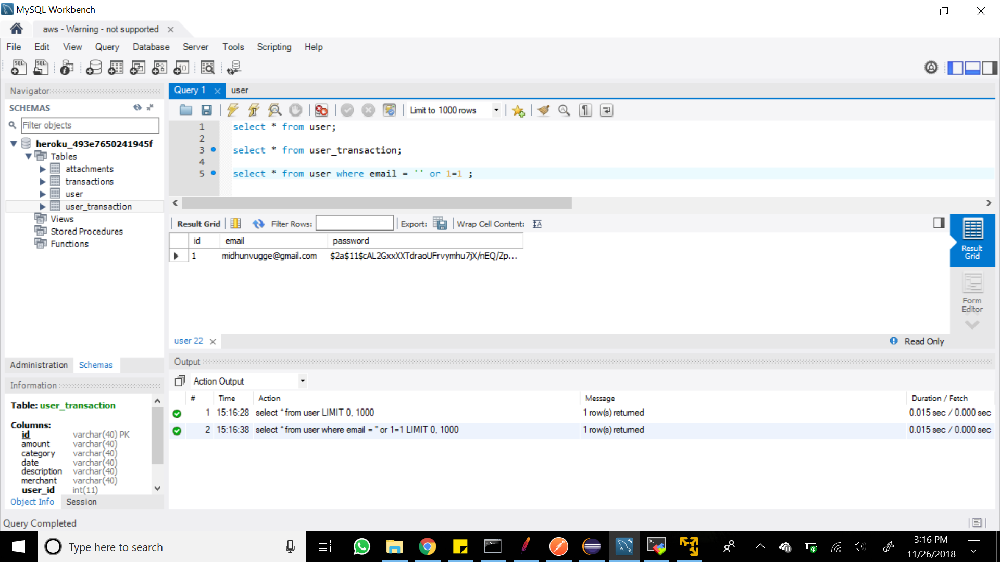 MySQL Workbench
aws - Warning - not supported
File Edit View Query Database Server Tools Scripting Help
Navigator
SCHEMAS
Filter objects
heroku_493e7650241945f
Tables
attachments
transactions
user
user_transaction
Views
Stored Procedures
Functions
Administration Schemas
Information
Table: user_transaction
Columns:
id varchar(40) PK
amount varchar(40)
category varchar(40)
date varchar(40)
description varchar(40)
merchant varchar(40)
user_id int(11)
Object Info Session
Query 1 user
Limit to 1000 rows
1 select * from user;
2
3 select * from user_transaction;
4
5 select * from user where email = '' or 1=1 ;
Result Grid Filter Rows: Export: Wrap Cell Content:
id email password
1 midhunvugge@gmail.com $2a$11$cAL2GxxXXTdraoUFrvymhu7jX/nEQ/Zp...
Result Grid
Form Editor
user 22
Read Only
Output
Action Output
# Time Action Message Duration / Fetch
1 15:16:28 select * from user LIMIT 0, 1000 1 row(s) returned 0.015 sec / 0.000 sec
2 15:16:38 select * from user where email = '' or 1=1 LIMIT 0, 1000 1 row(s) returned 0.015 sec / 0.000 sec
Query Completed
Type here to search
3:16 PM
11/26/2018